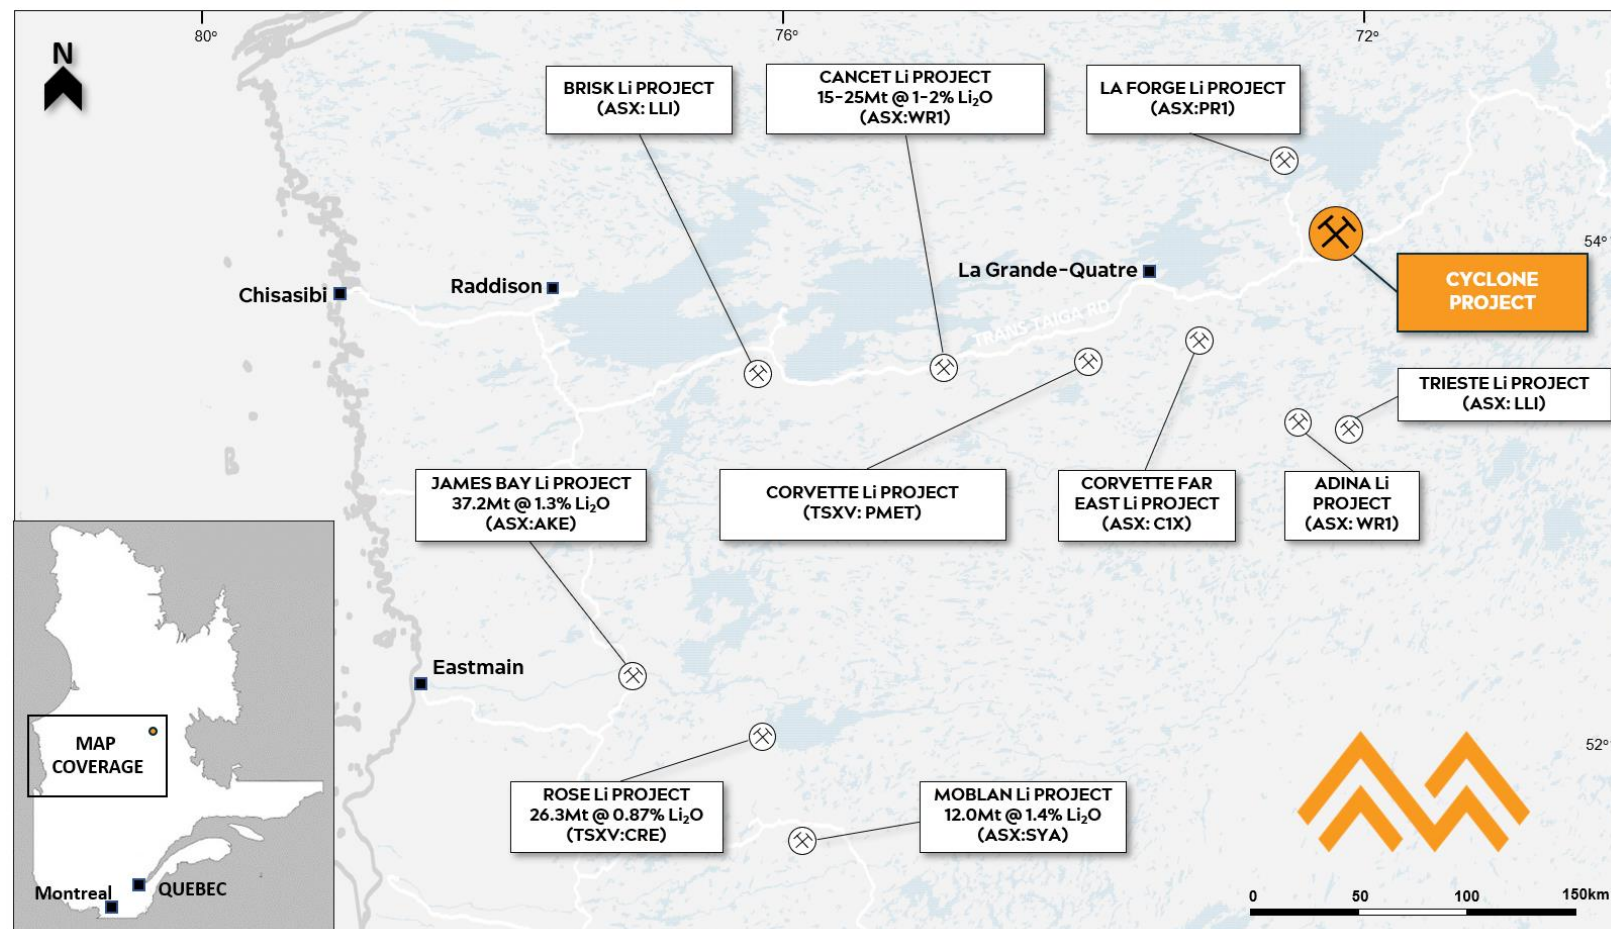 80°
76°
72°
N
BRISK Li PROJECT
(ASX: LLI)
CANCET Li PROJECT
15-25Mt @ 1-2% Li₂O
(ASX:WR1)
LA FORGE Li PROJECT
(ASX:PR1)
54°
CYCLONE
PROJECT
La Grande-Quatre
Raddison
Chisasibi
TRANS TAIGA RD
TRIESTE Li PROJECT
(ASX: LLI)
JAMES BAY Li PROJECT
37.2Mt @ 1.3% Li₂O
(ASX:AKE)
CORVETTE Li PROJECT
(TSXV: PMET)
CORVETTE FAR
EAST Li PROJECT
(ASX: C1X)
ADINA Li
PROJECT
(ASX: WR1)
Eastmain
52°
MAP
COVERAGE
ROSE Li PROJECT
26.3Mt @ 0.87% Li₂O
(TSXV:CRE)
MOBLAN Li PROJECT
12.0Mt @ 1.4% Li₂O
(ASX:SYA)
Montreal
QUEBEC
0 50 100 150km